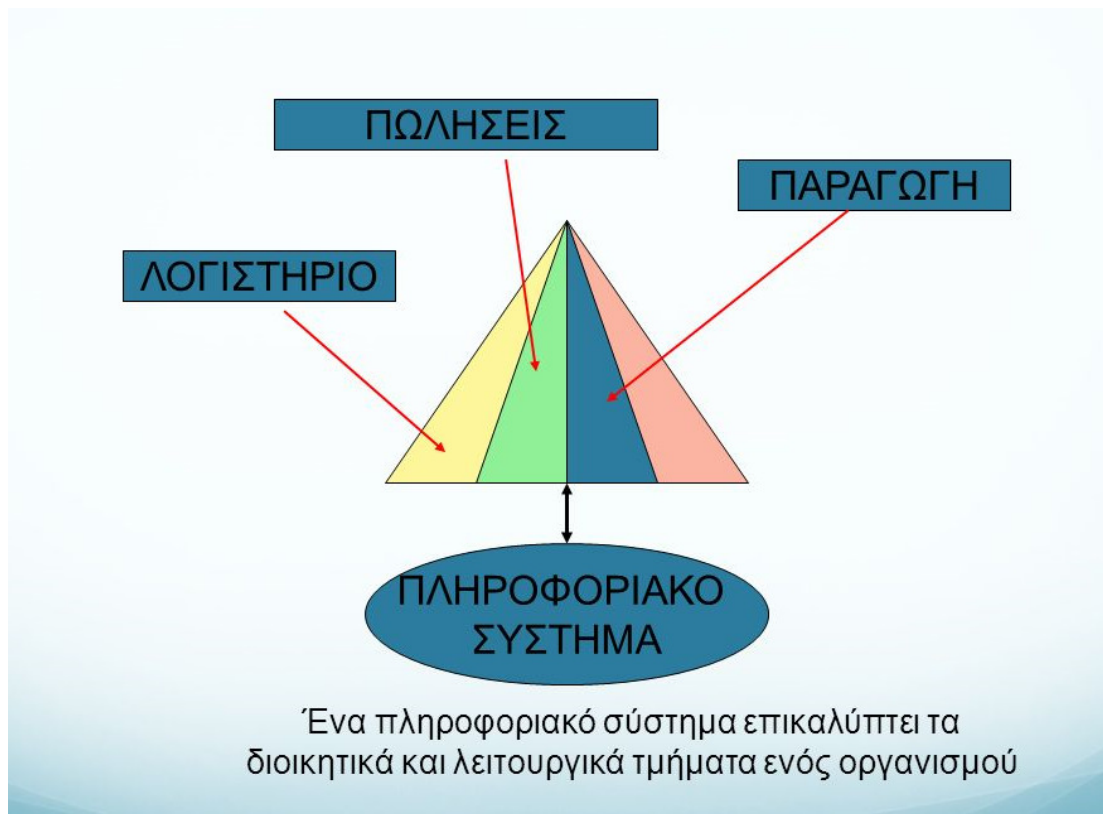 ΠΩΛΗΣΕΙΣ
ΠΑΡΑΓΩΓΗ
ΛΟΓΙΣΤΗΡΙΟ
ΠΛΗΡΟΦΟΡΙΑΚΟ
ΣΥΣΤΗΜΑ
Ένα πληροφοριακό σύστημα επικαλύπτει τα
διοικητικά και λειτουργικά τμήματα ενός οργανισμού